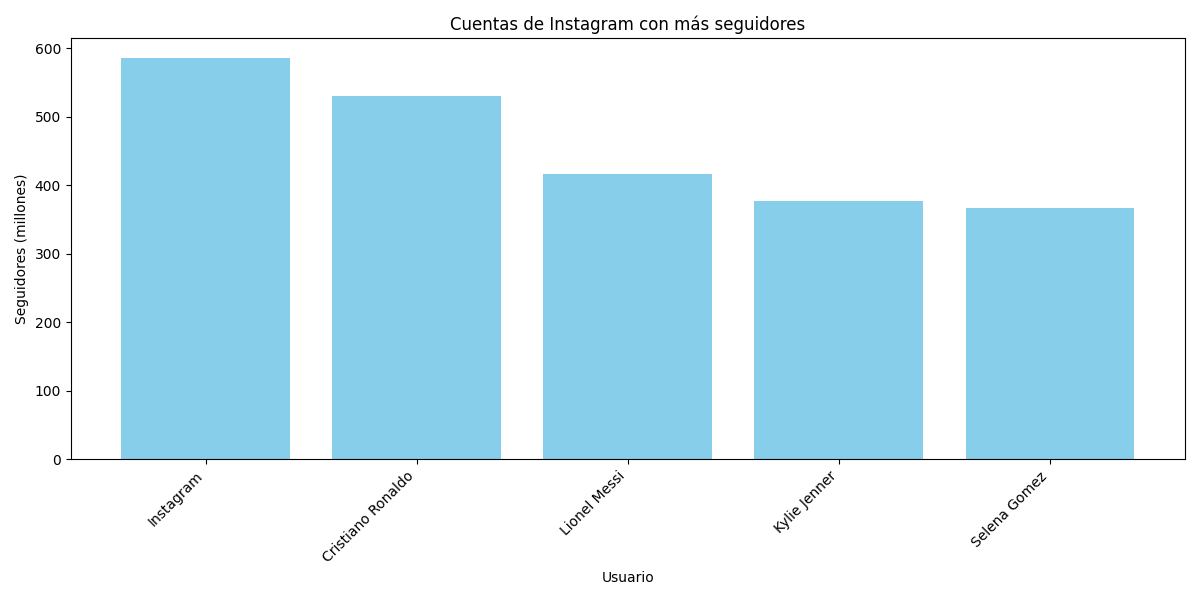 Cuentas de Instagram con más seguidores
600
500
400
300
200
100
0
Seguidores (millones)
Instagram
Cristiano Ronaldo
Lionel Messi
Kylie Jenner
Selena Gomez
Usuario